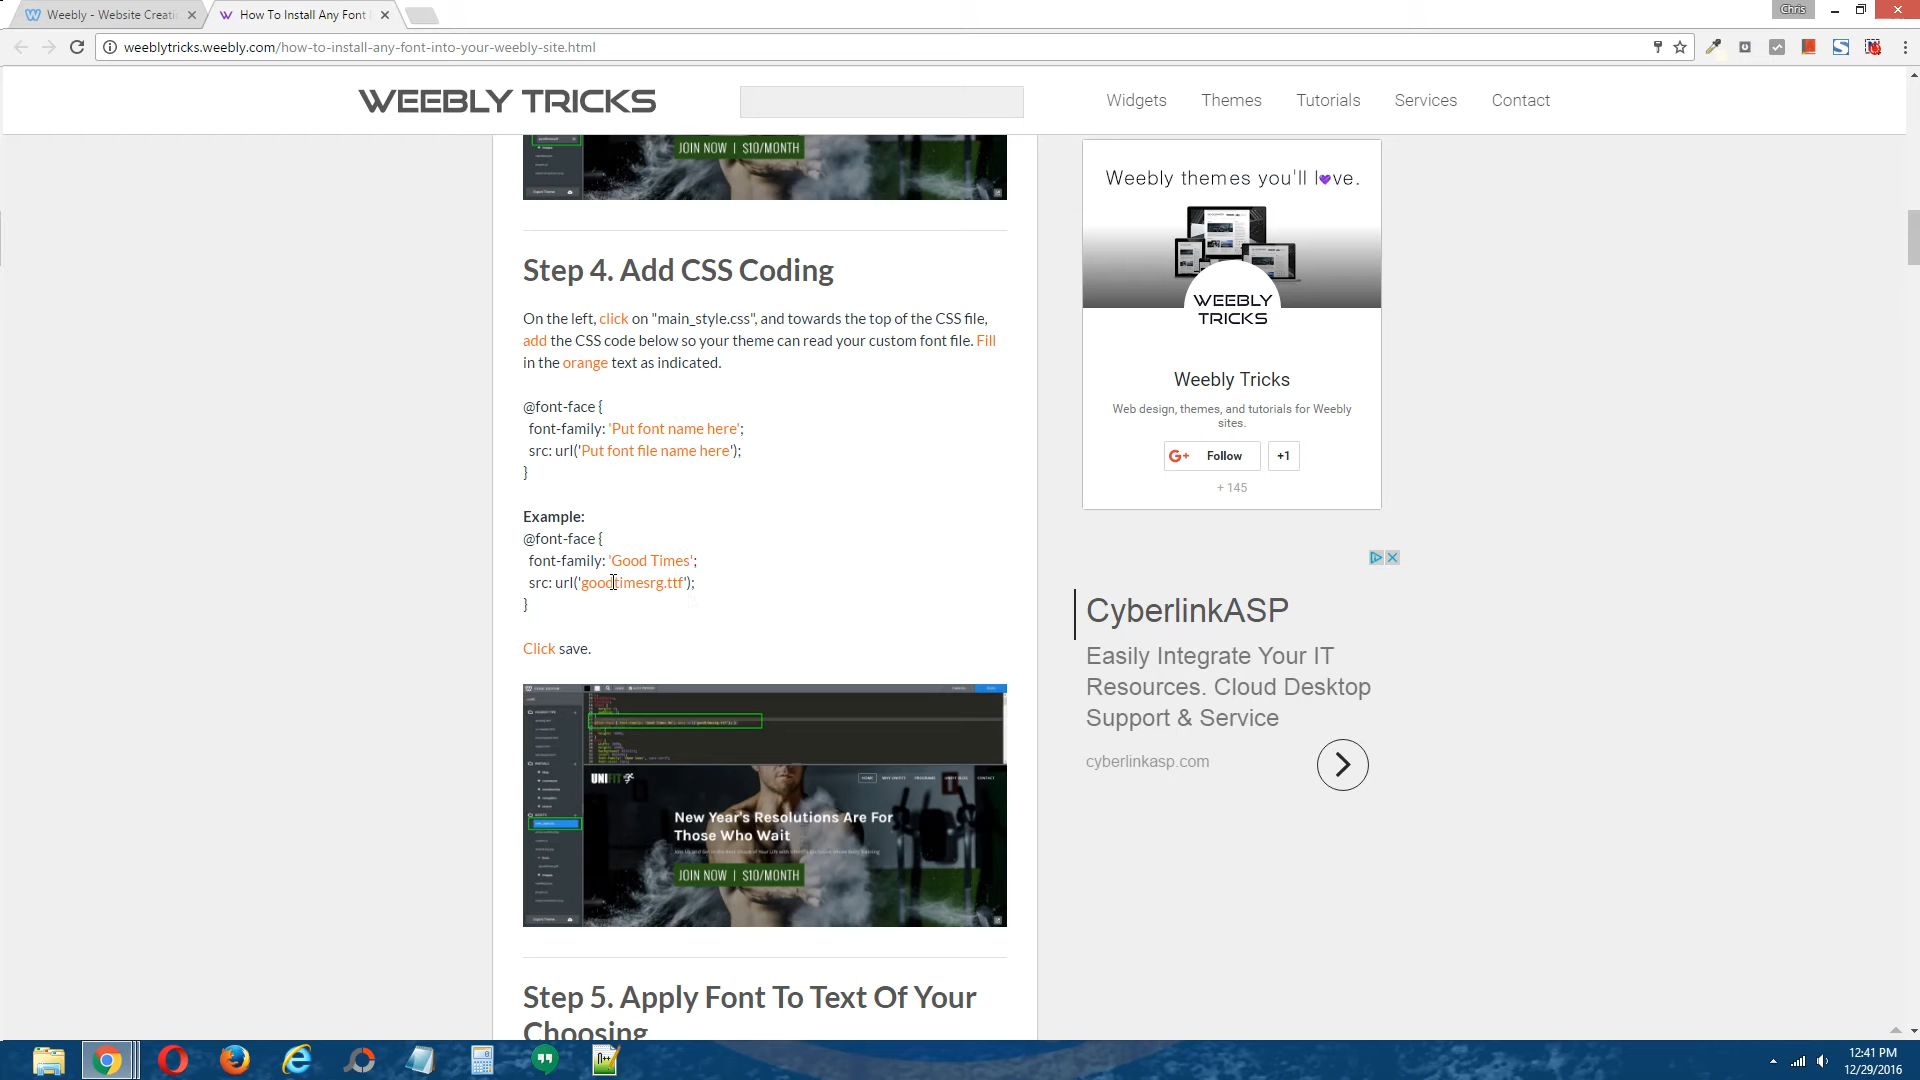 Weebly - Website Creati
How To Install Any Font
Chris
weeblytricks.weebly.com/how-to-install-any-font-into-your-weebly-site.html
WEEBLY TRICKS
Widgets
Themes
Tutorials
Services
Contact
JOIN NOW | $10/MONTH
Step 4. Add CSS Coding
On the left, click on "main_style.css", and towards the top of the CSS file,
add the CSS code below so your theme can read your custom font file. Fill
in the orange text as indicated.
@font-face {
font-family: 'Put font name here';
src: url('Put font file name here');
}
Example:
@font-face {
font-family: 'Good Times';
src: url('goodtimesrg.ttf');
}
Click save.
UNIFIT
HOME
WHY UNIFIT
PROGRAMS
CONTACT
New Year's Resolutions Are For
Those Who Wait
JOIN NOW | $10/MONTH
Step 5. Apply Font To Text Of Your
Choosing
Weebly themes you'll love.
WEEBLY
TRICKS
Weebly Tricks
Web design, themes, and tutorials for Weebly
sites.
G+ Follow
+1
+ 145
CyberlinkASP
Easily Integrate Your IT
Resources. Cloud Desktop
Support & Service
cyberlinkasp.com
12:41 PM
12/29/2016